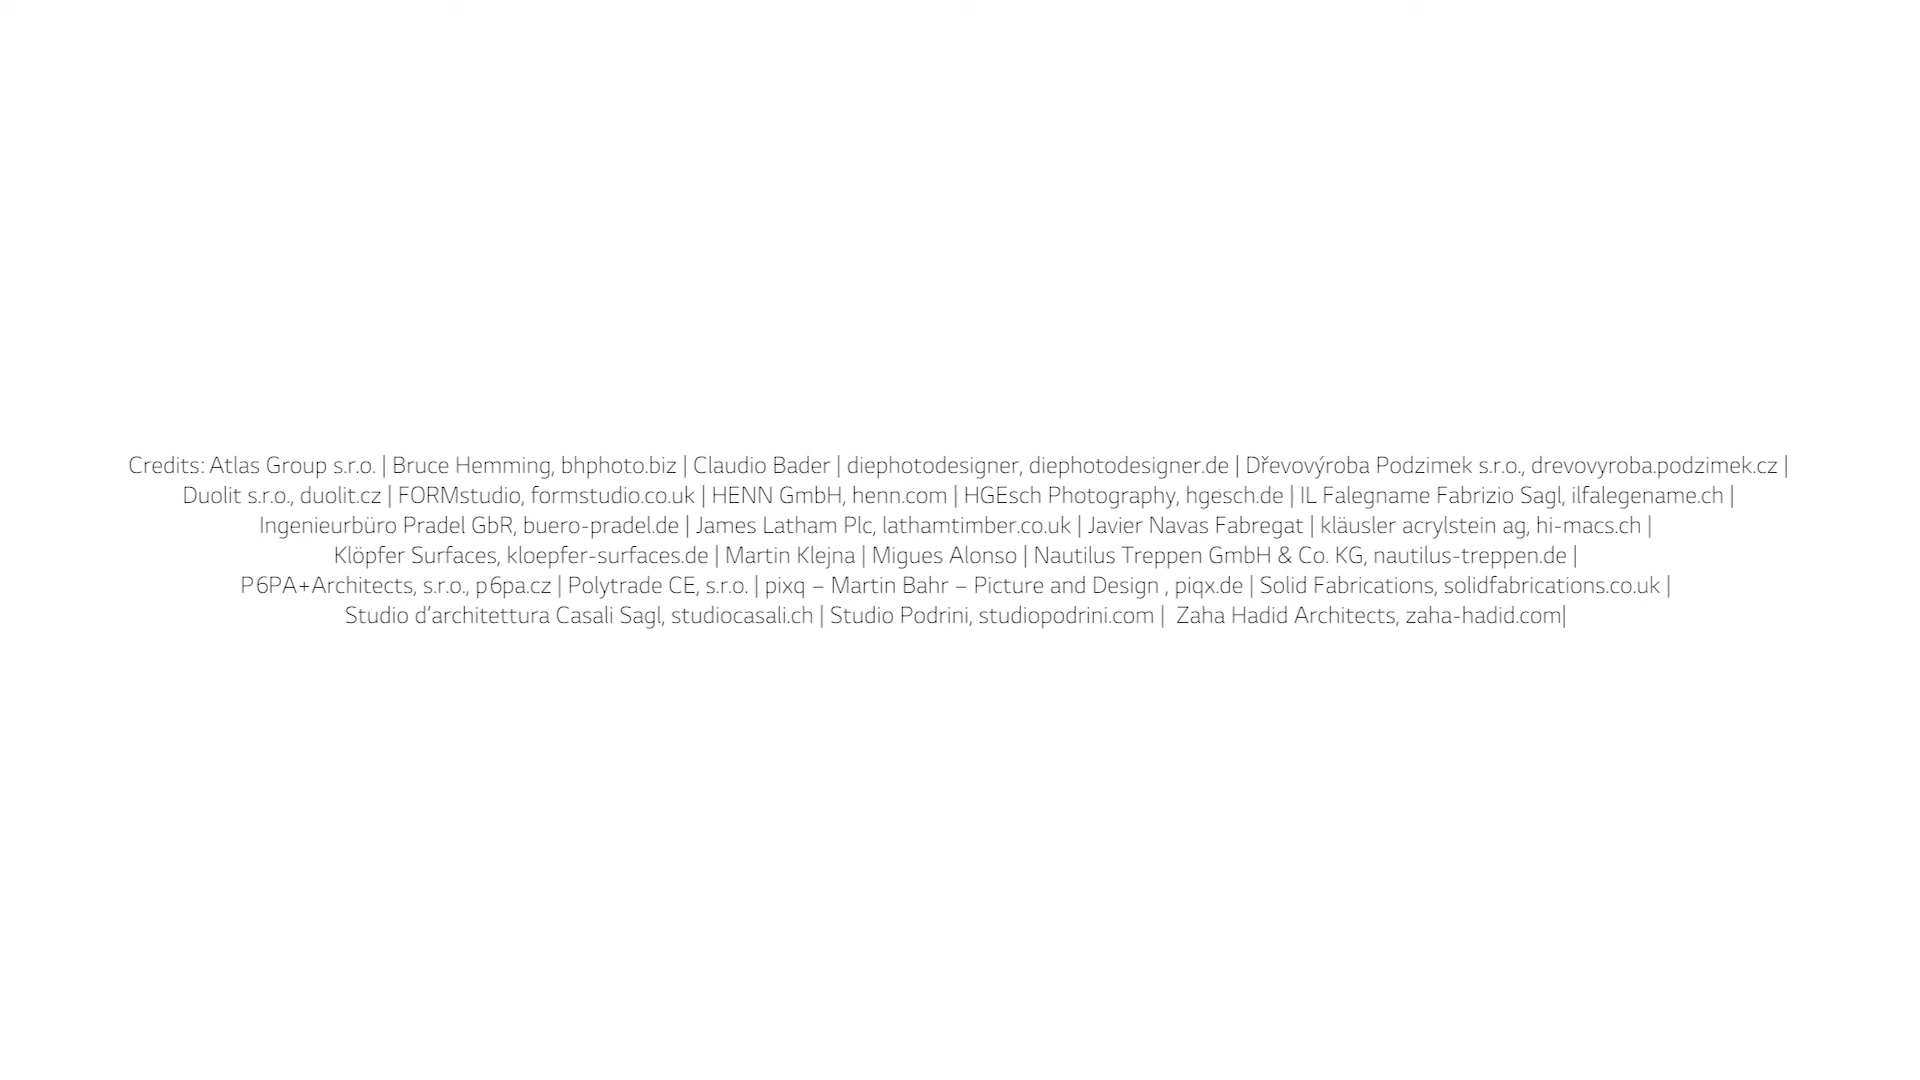 Credits: Atlas Group s.r.o. | Bruce Hemming, bhphoto.biz | Claudio Bader | diephotodesigner, diephotodesigner.de | Dřevovýroba Podzimek s.r.o., drevovyroba.podzimek.cz |
Duolit s.r.o., duolit.cz | FORMstudio, formstudio.co.uk | HENN GmbH, henn.com | HGEsch Photography, hgesch.de | IL Falegname Fabrizio Sagl, ilfalegename.ch |
Ingenieurbüro Pradel GbR, buero-pradel.de | James Latham Plc, lathamtimber.co.uk | Javier Navas Fabregat | kläusler acrylstein ag, hi-macs.ch |
Klöpfer Surfaces, kloepfer-surfaces.de | Martin Klejna | Migues Alonso | Nautilus Treppen GmbH & Co. KG, nautilus-treppen.de |
P6PA+Architects, s.r.o., p6pa.cz | Polytrade CE, s.r.o. | pixq – Martin Bahr – Picture and Design , piqx.de | Solid Fabrications, solidfabrications.co.uk |
Studio d’architettura Casali Sagl, studiocasali.ch | Studio Podrini, studiopodrini.com |  Zaha Hadid Architects, zaha-hadid.com|